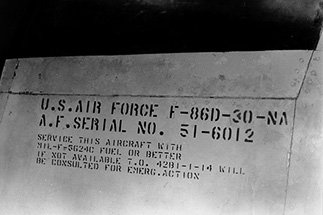 U.S. AIR FORCE F-86D-30-NA
A.F. SERIAL NO. 51-6012
SERVICE THIS AIRCRAFT WITH
MIL-F-5624C FUEL OR BETTER
IF NOT AVAILABLE T.O. 42B1-1-14 WILL
BE CONSULTED FOR EMERG. ACTION